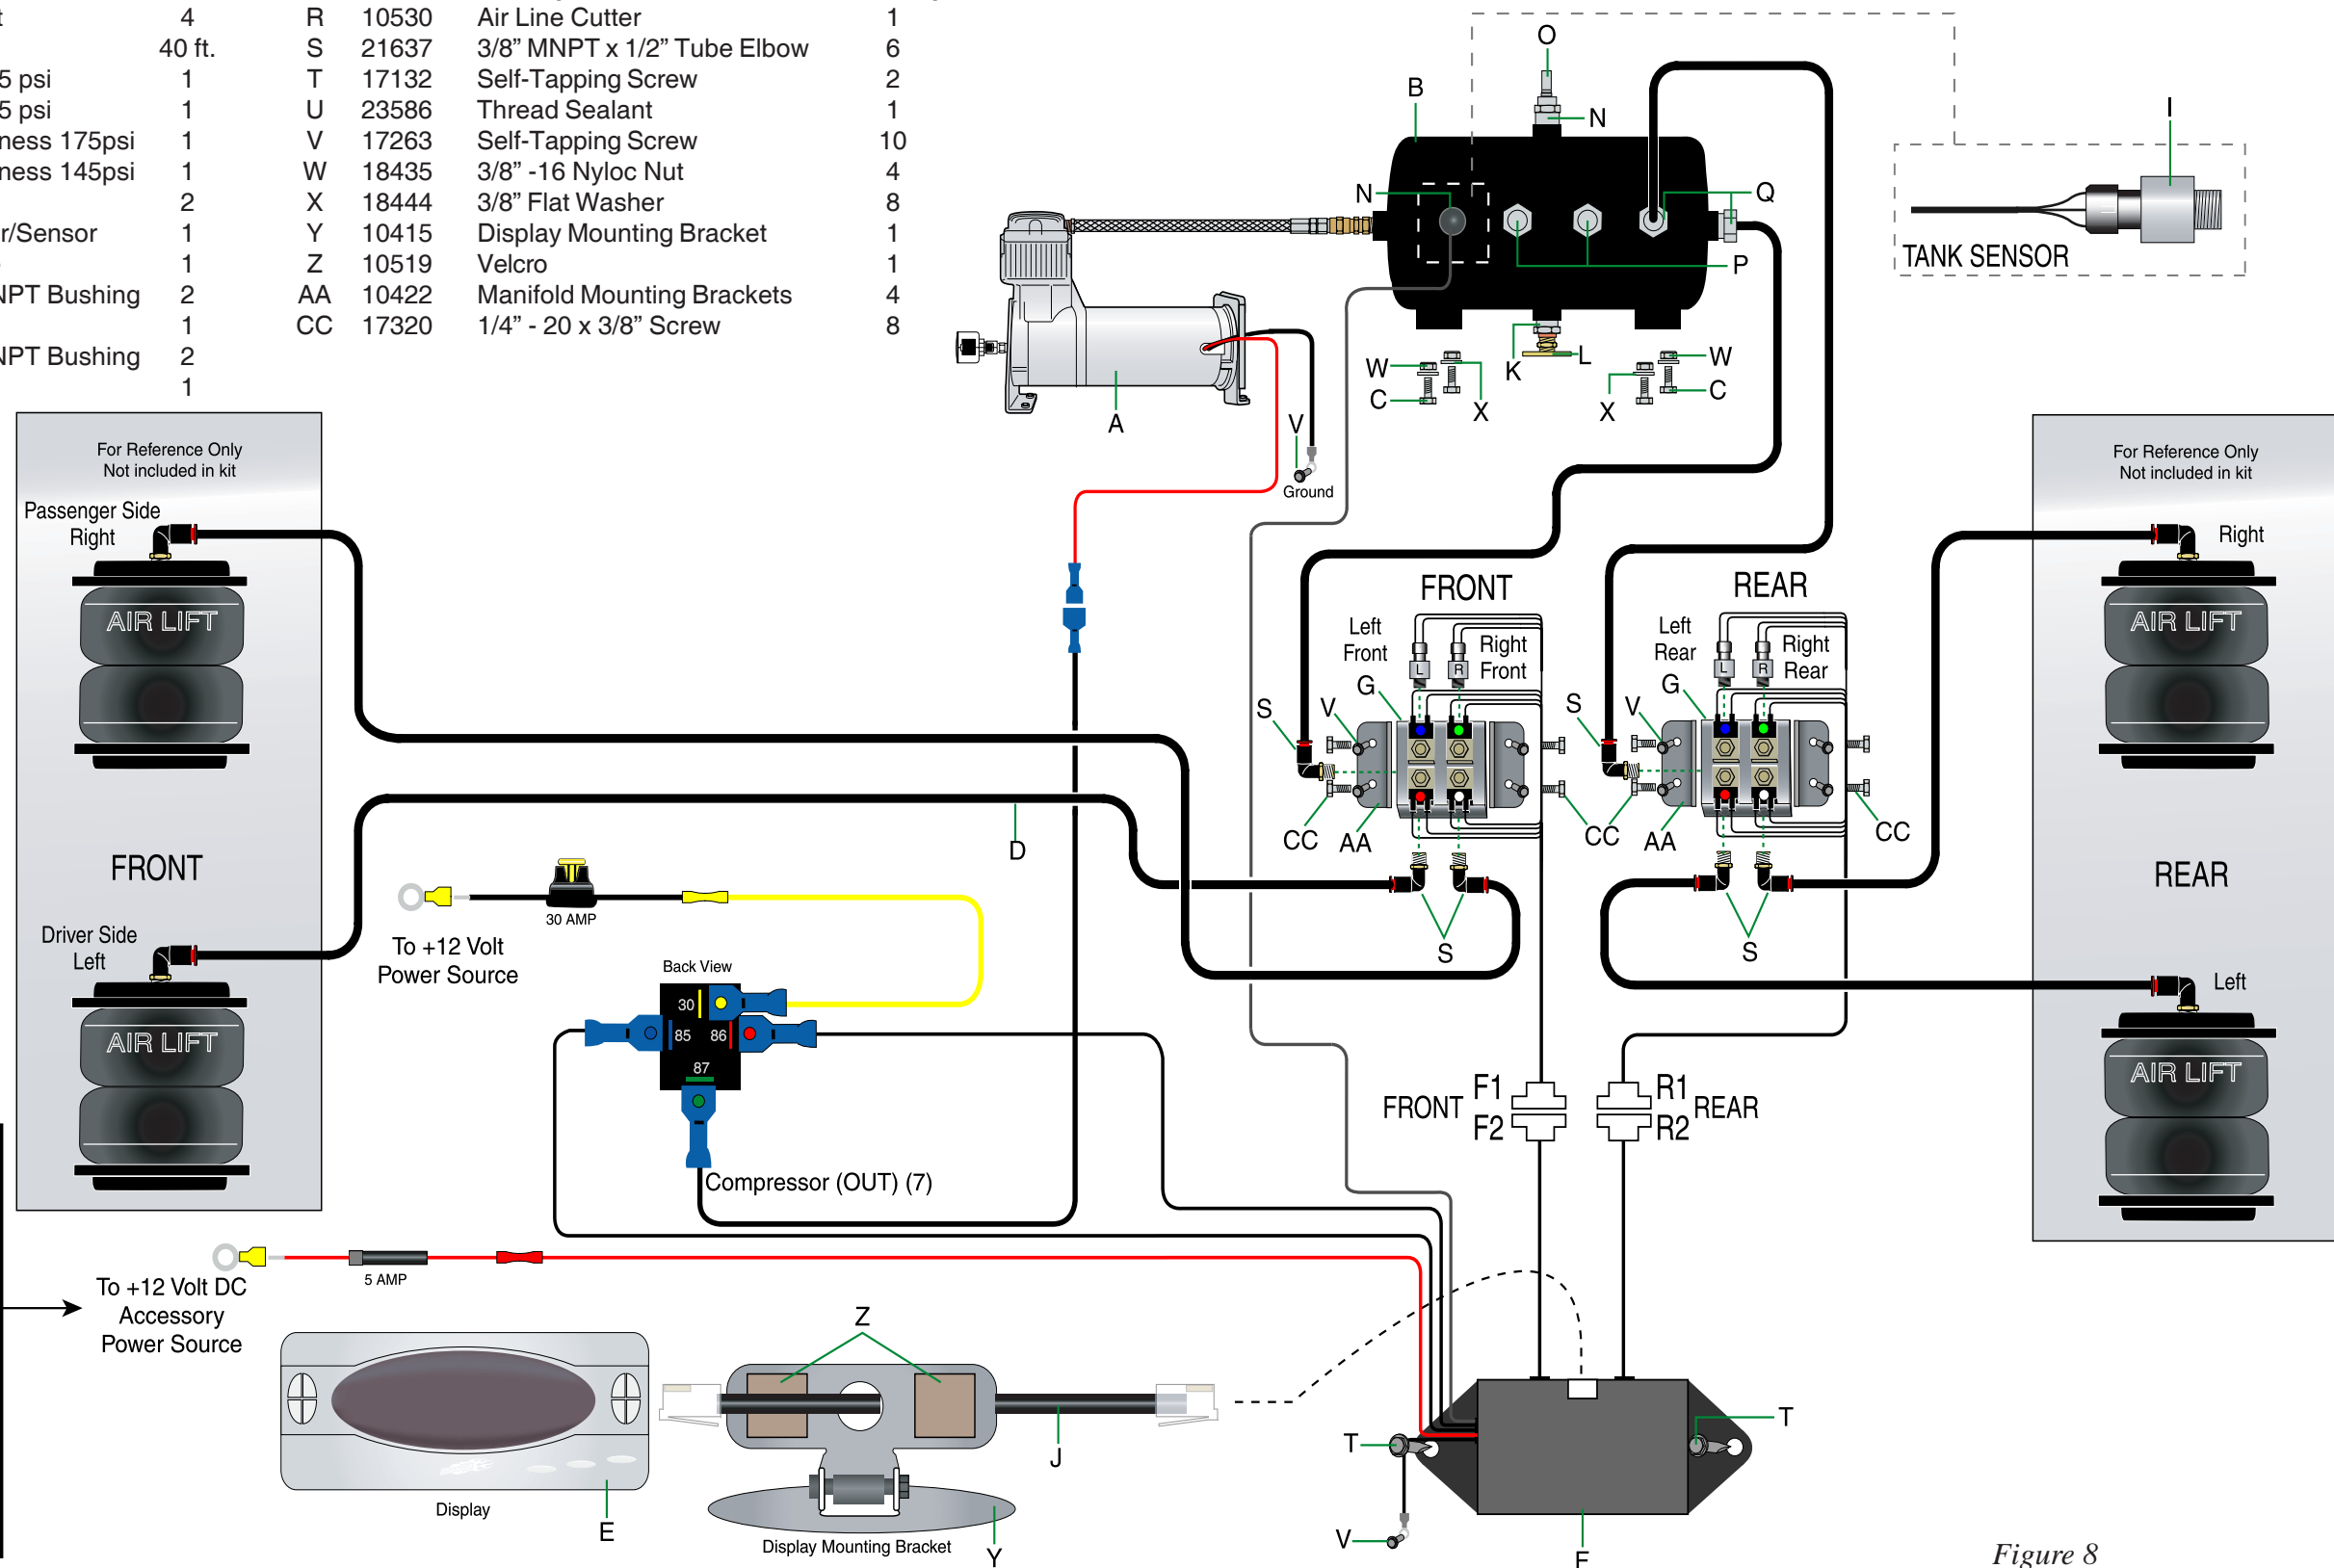 4 R 10530 Air Line Cutter 1
40 ft. S 21637 3/8” MNPT x 1/2” Tube Elbow 6
5 psi 1 T 17132 Self-Tapping Screw 2
5 psi 1 U 23586 Thread Sealant 1
ness 175psi 1 V 17263 Self-Tapping Screw 10
ness 145psi 1 W 18435 3/8” -16 Nyloc Nut 4
2 X 18444 3/8” Flat Washer 8
r/Sensor 1 Y 10415 Display Mounting Bracket 1
1 Z 10519 Velcro 1
NPT Bushing 2 AA 10422 Manifold Mounting Brackets 4
1 CC 17320 1/4” - 20 x 3/8” Screw 8
NPT Bushing 2
1
O
B
N
I
N
Q
P
TANK SENSOR
K
L
W
C
X
W
C
X
A
V
Ground
For Reference Only
Not included in kit
Passenger Side
Right
AIR LIFT
FRONT
Driver Side
Left
AIR LIFT
For Reference Only
Not included in kit
Right
AIR LIFT
REAR
Left
AIR LIFT
FRONT
Left
Front
L
R
Right
Front
G
S
V
CC
AA
CC
S
REAR
Left
Rear
L
R
Right
Rear
G
S
V
AA
CC
S
D
30 AMP
To +12 Volt
Power Source
Back View
30
85
86
87
Compressor (OUT) (7)
FRONT
F1
F2
R1
R2
REAR
5 AMP
To +12 Volt DC
Accessory
Power Source
Z
J
E
Display
Display Mounting Bracket
Y
T
T
V
F
Figure 8